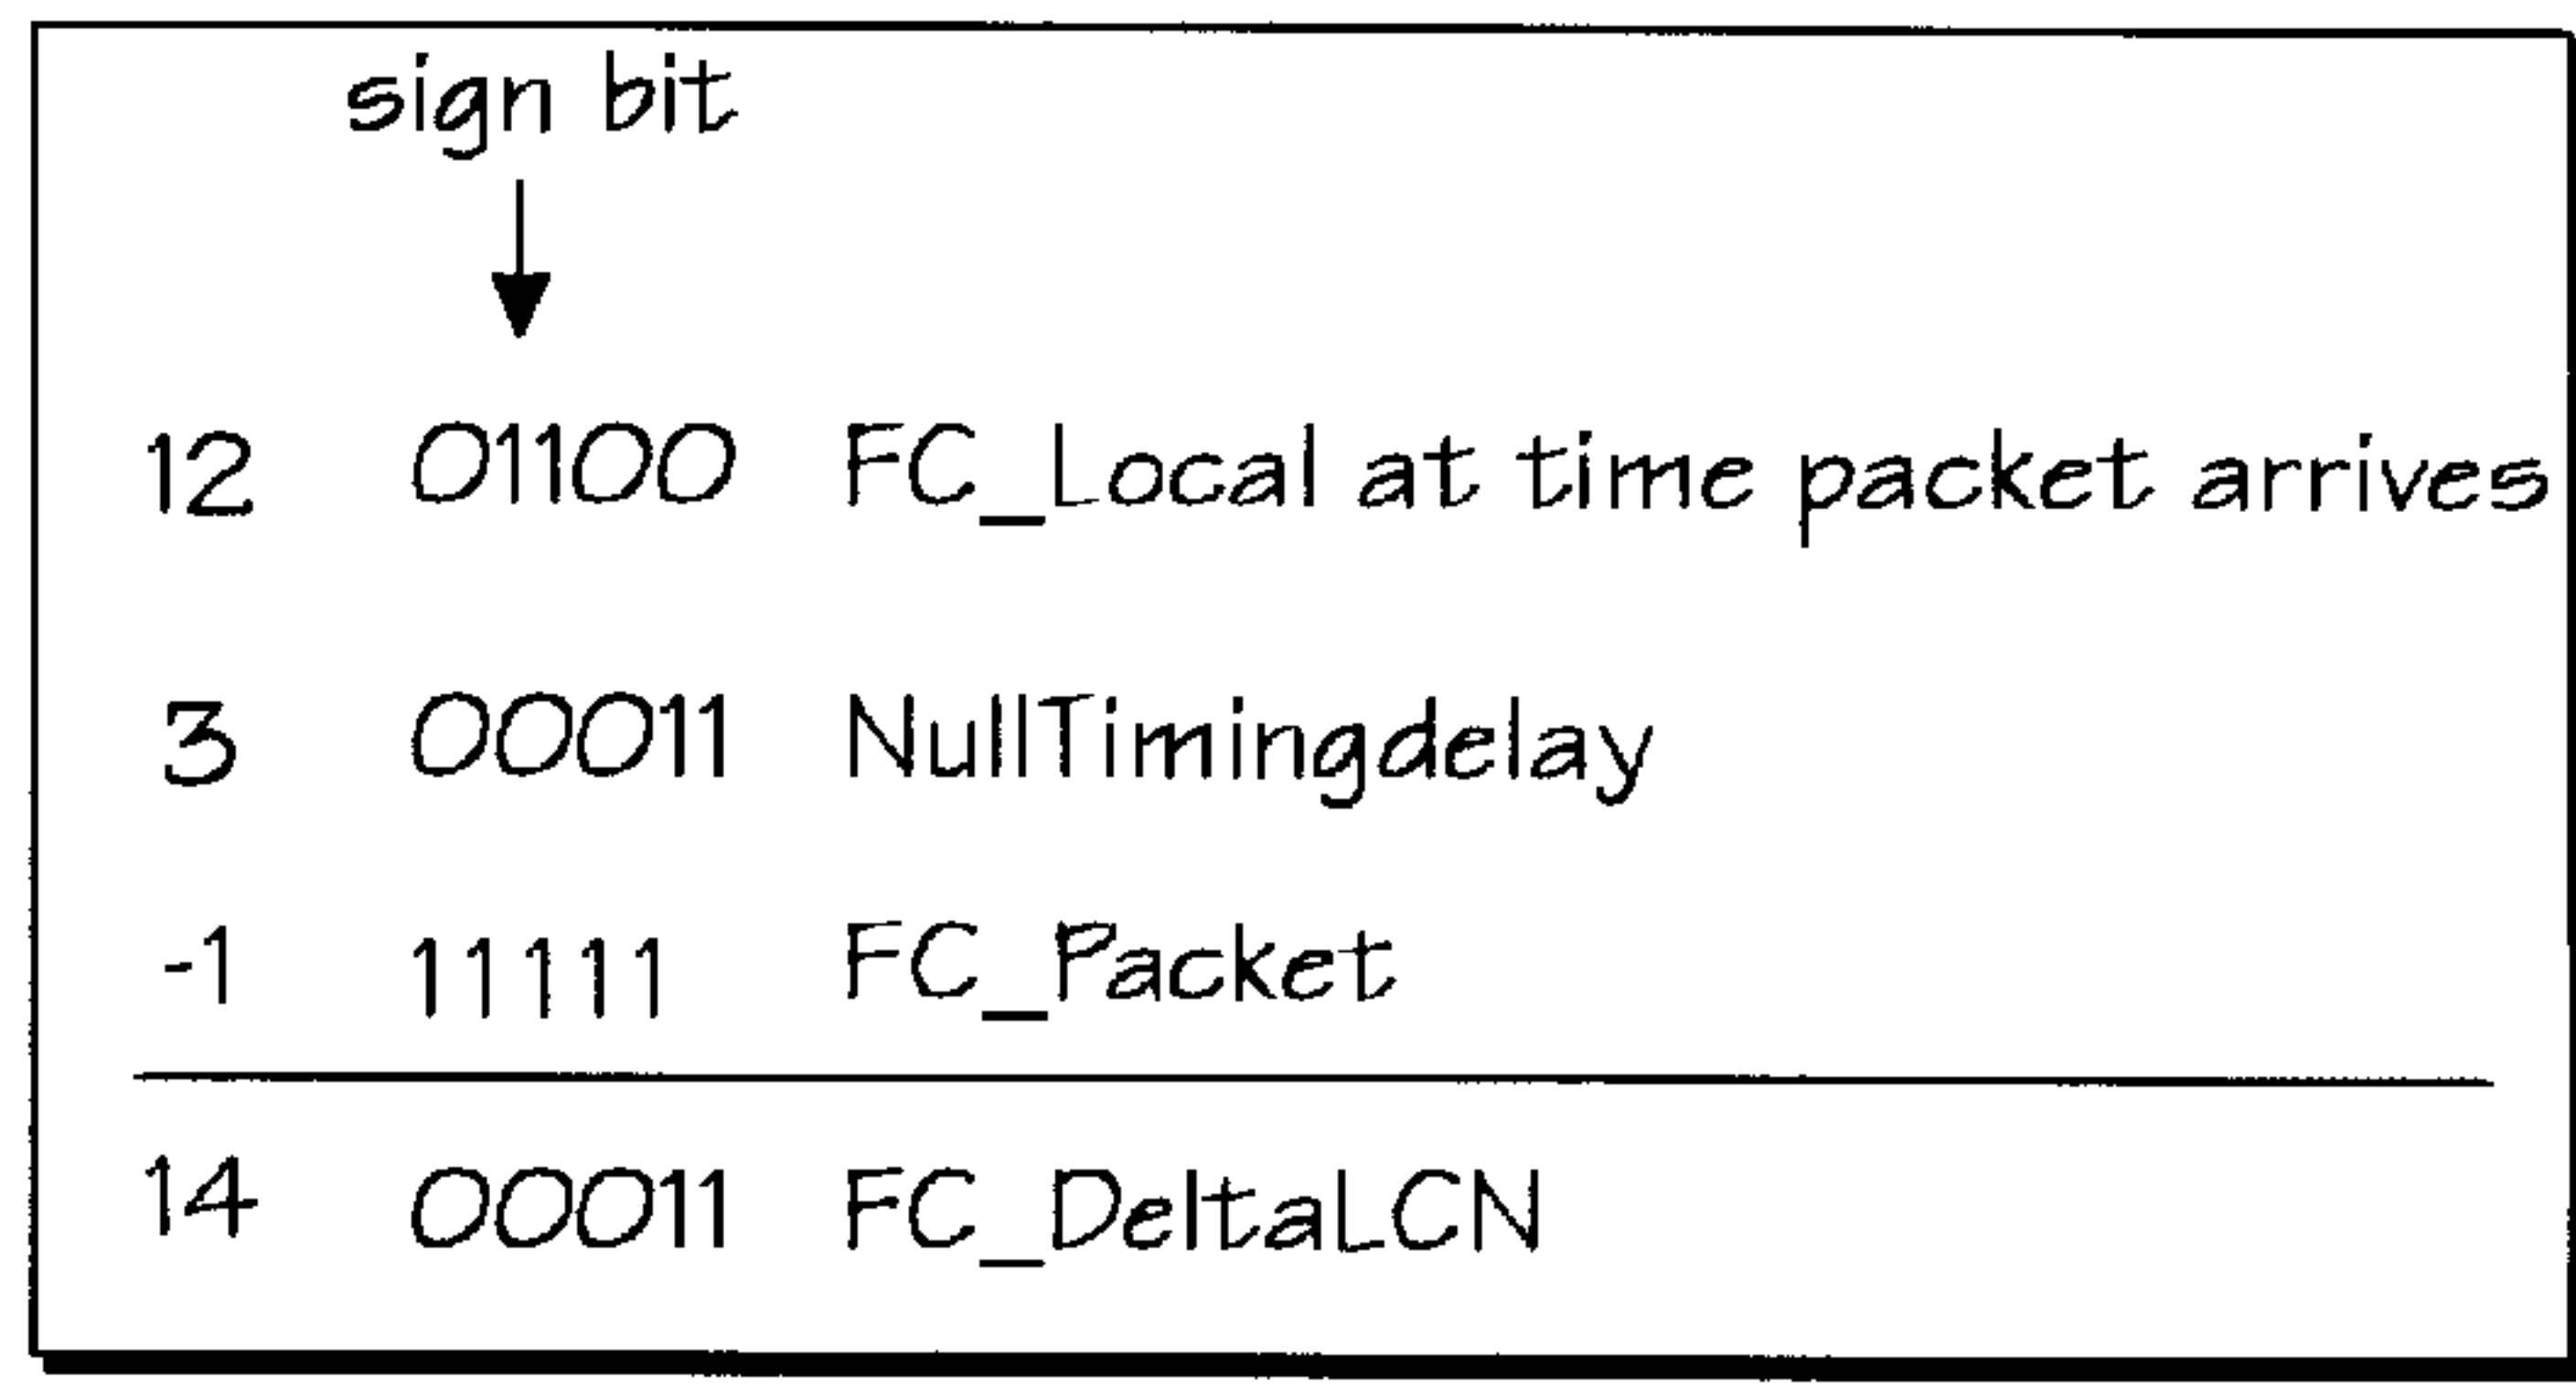 sign bit
12 01100 FC_Local at time packet arrives
3 00011 NullTimingdelay
-1 11111 FC_Packet
14 00011 FC_DeltaLCN